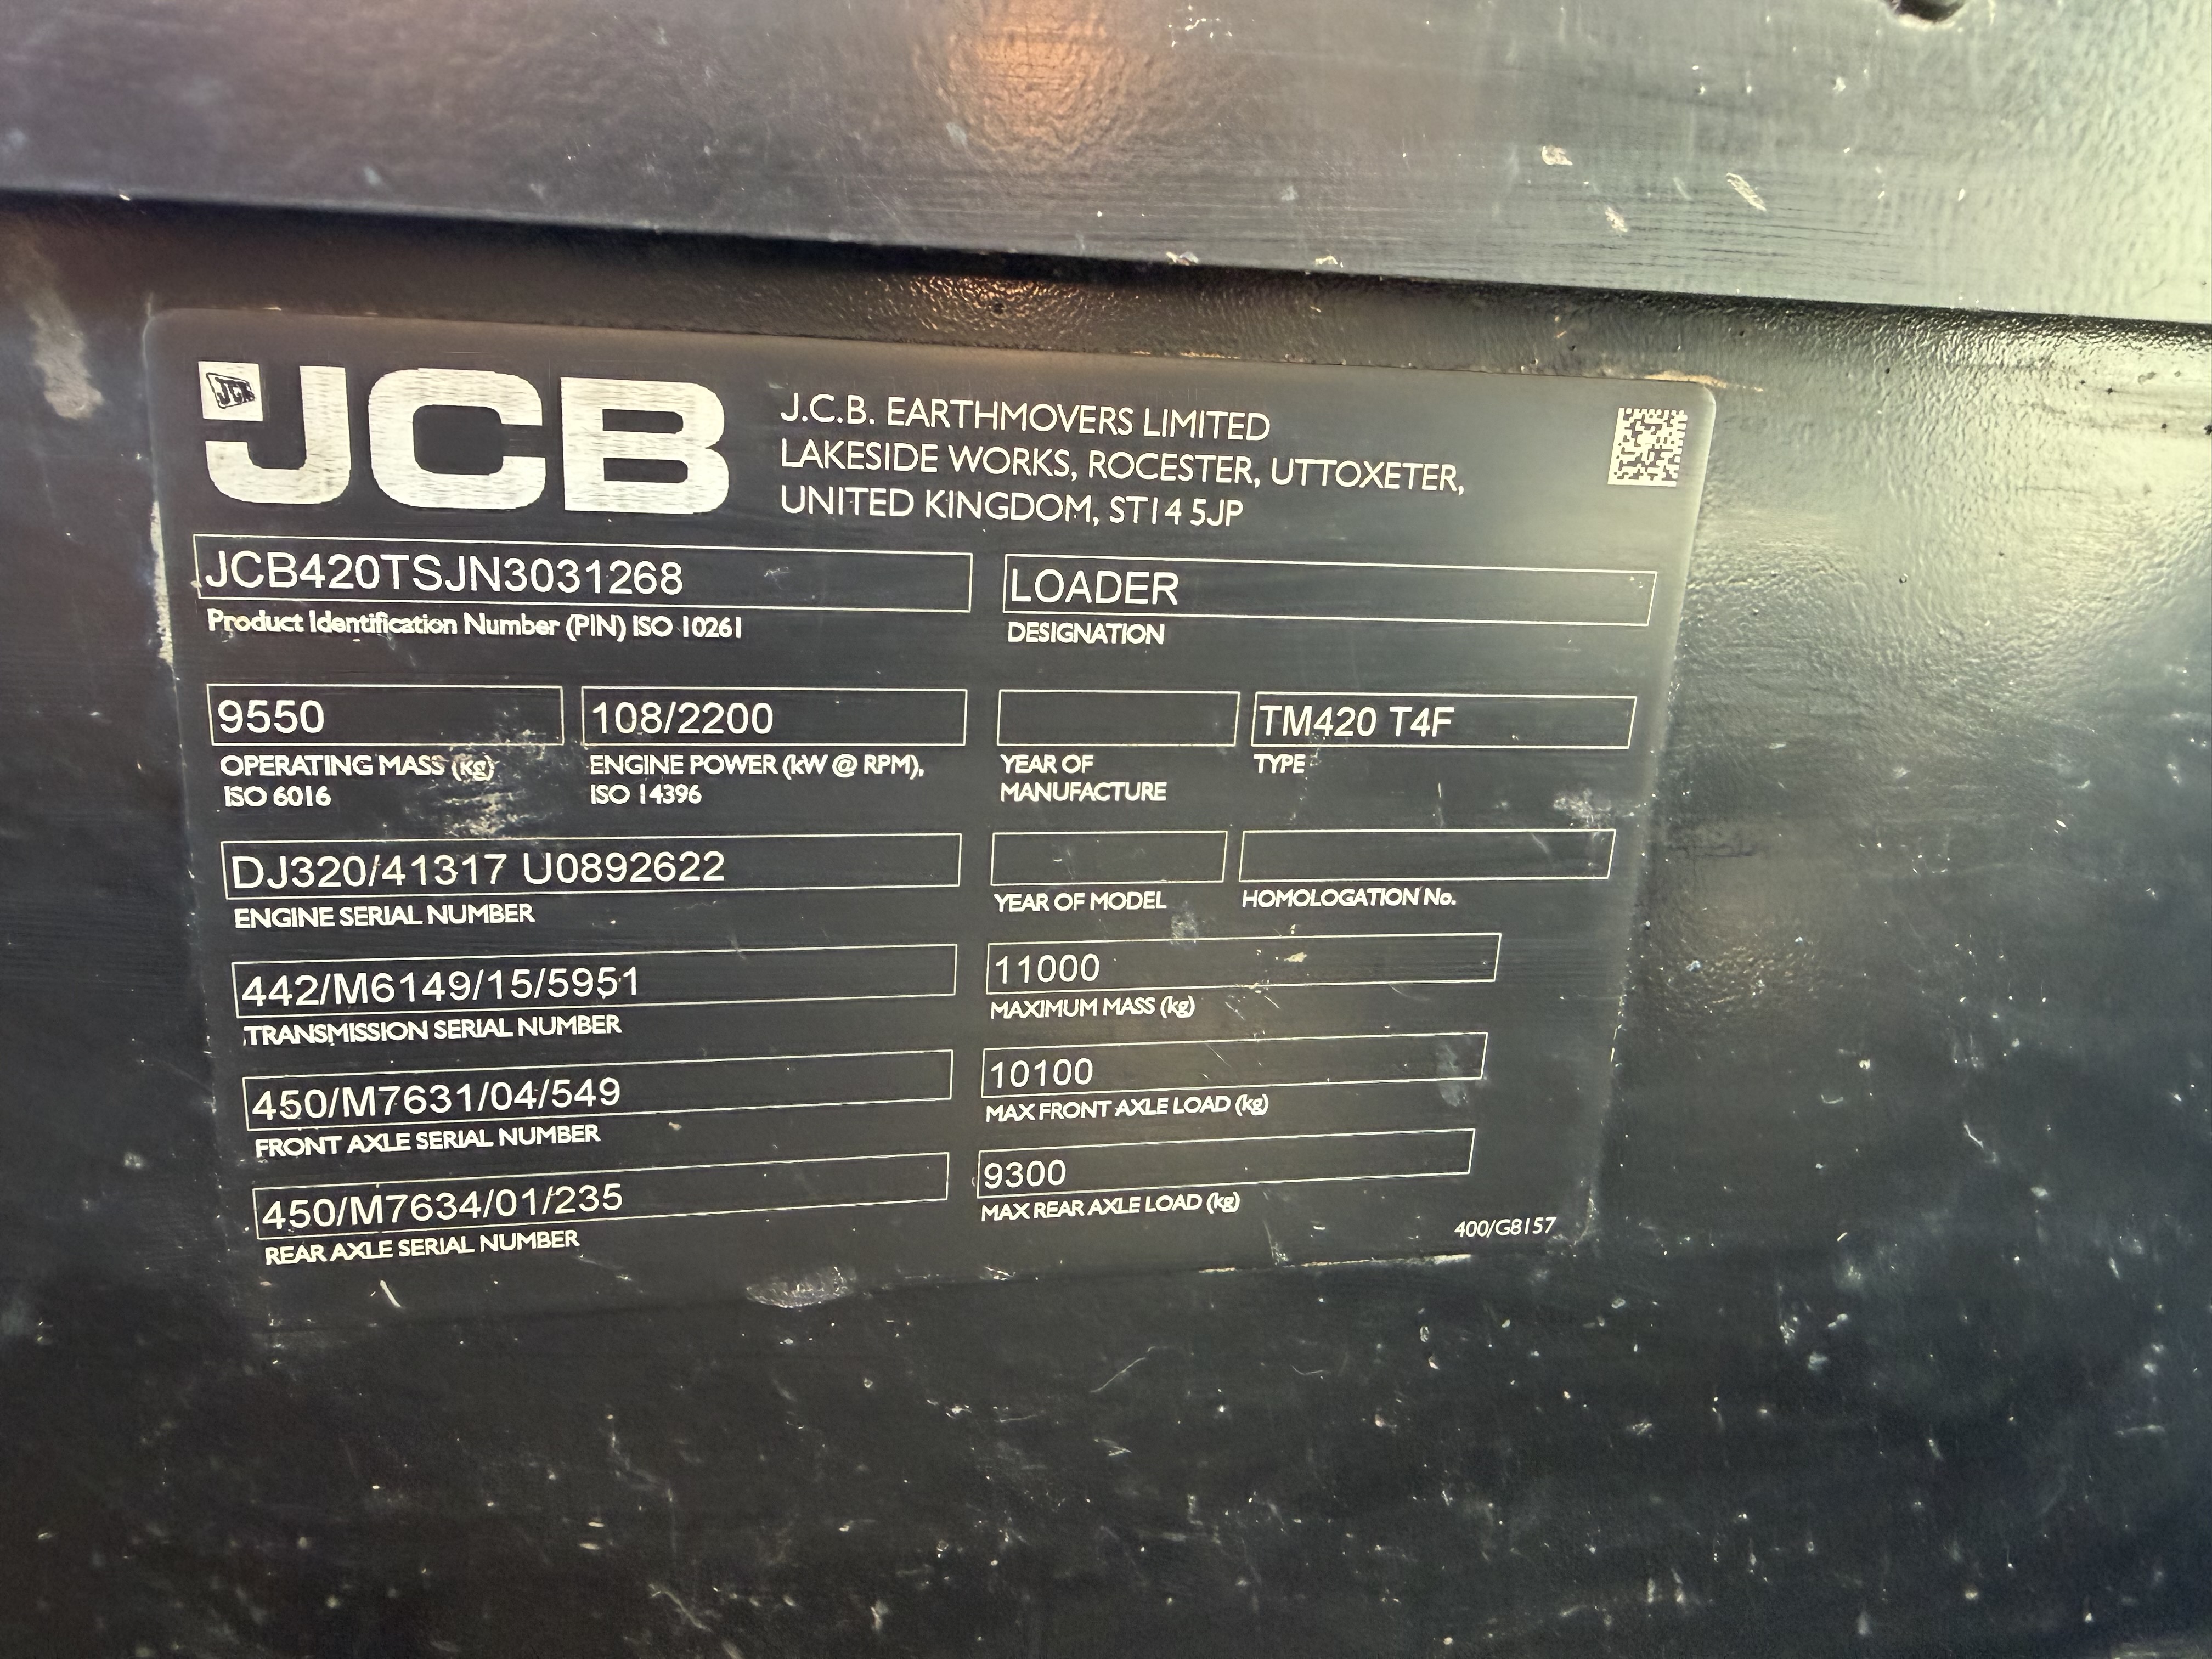 JCB
J.C.B. EARTHMOVERS LIMITED
LAKESIDE WORKS, ROCESTER, UTTOXETER,
UNITED KINGDOM, ST14 5JP
JCB420TSJN3031268
Product Identification Number (PIN) ISO 10261
LOADER
DESIGNATION
9550
OPERATING MASS (kg)
ISO 6016
108/2200
ENGINE POWER (kW @ RPM),
ISO 14396
YEAR OF
MANUFACTURE
TM420 T4F
TYPE
DJ320/41317 U0892622
ENGINE SERIAL NUMBER
YEAR OF MODEL
HOMOLOGATION No.
442/M6149/15/5951
TRANSMISSION SERIAL NUMBER
11000
MAXIMUM MASS (kg)
450/M7631/04/549
FRONT AXLE SERIAL NUMBER
10100
MAX FRONT AXLE LOAD (kg)
450/M7634/01/235
REAR AXLE SERIAL NUMBER
9300
MAX REAR AXLE LOAD (kg)
400/G8157